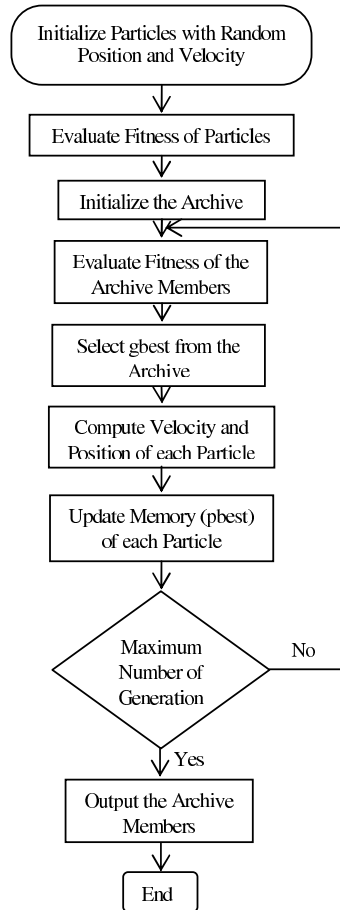 Initialize Particles with Random
Position and Velocity
Evaluate Fitness of Particles
Initialize the Archive
Evaluate Fitness of the
Archive Members
Select gbest from the
Archive
Compute Velocity and
Position of each Particle
Update Memory (pbest)
of each Particle
Maximum
Number of
Generation
No
Yes
Output the Archive
Members
End